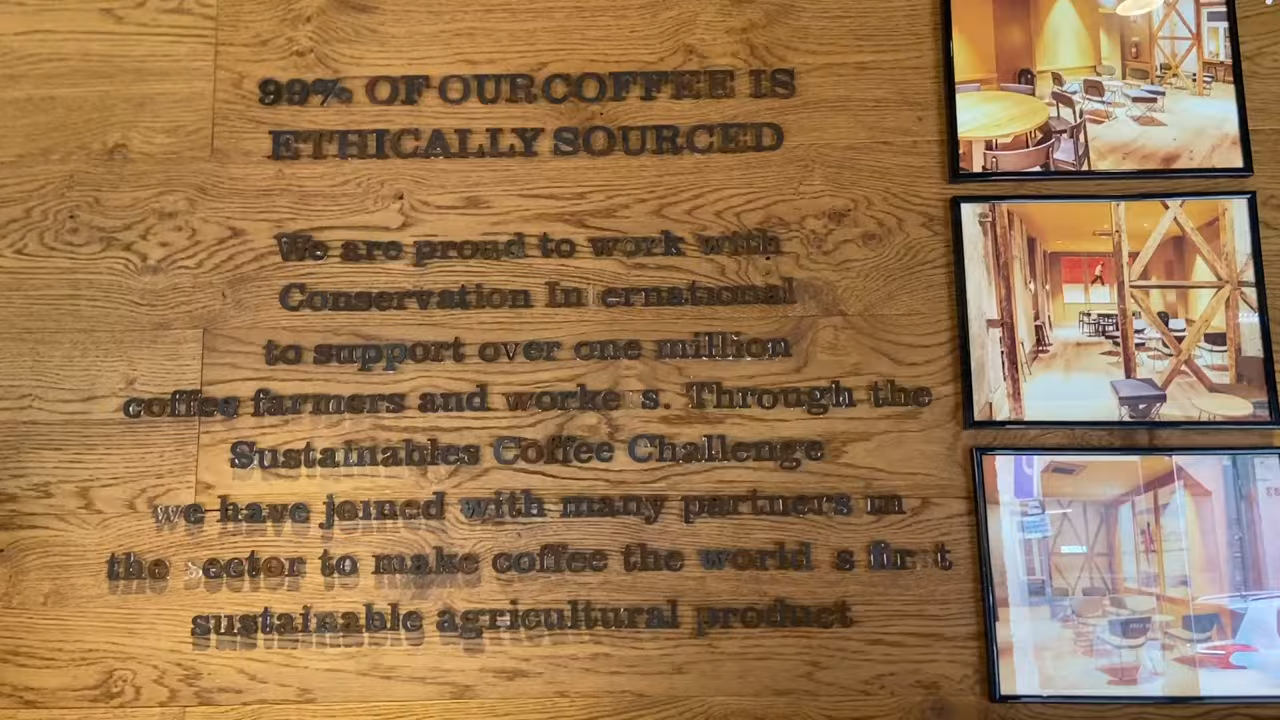 99% OF OUR COFFEE IS
ETHICALLY SOURCED
We are proud to work with
Conservation In ernational
to support over one million
coffee farmers and worke s. Through the
Sustainables Coffee Challenge
we have joined with many partners in
the sector to make coffee the world s fir t
sustainable agricultural product